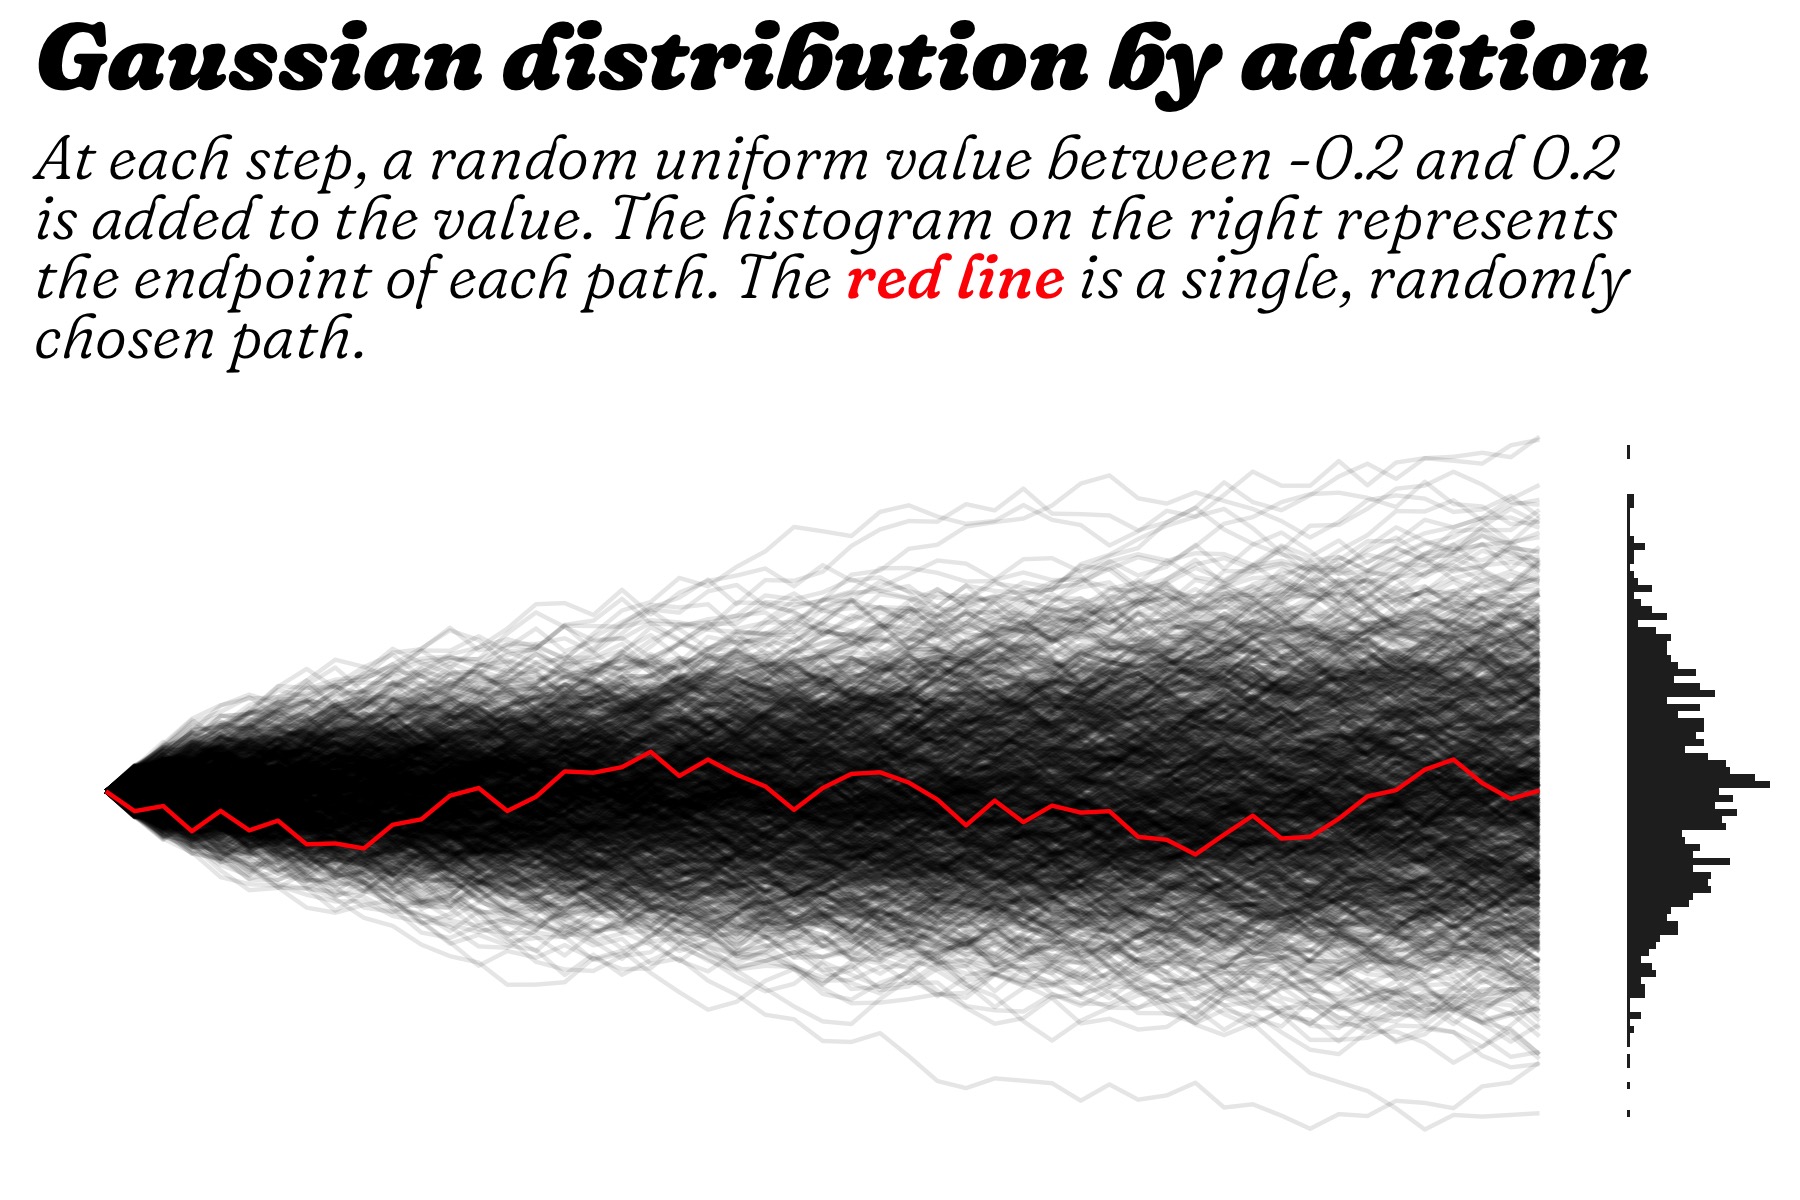 Gaussian distribution by addition
At each step, a random uniform value between -0.2 and 0.2
is added to the value. The histogram on the right represents
the endpoint of each path. The red line is a single, randomly
chosen path.